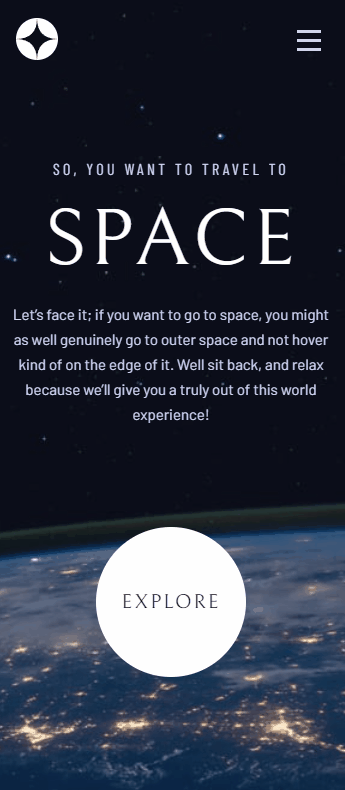 SO, YOU WANT TO TRAVEL TO
SPACE
Let’s face it; if you want to go to space, you might
as well genuinely go to outer space and not hover
kind of on the edge of it. Well sit back, and relax
because we’ll give you a truly out of this world
experience!
EXPLORE